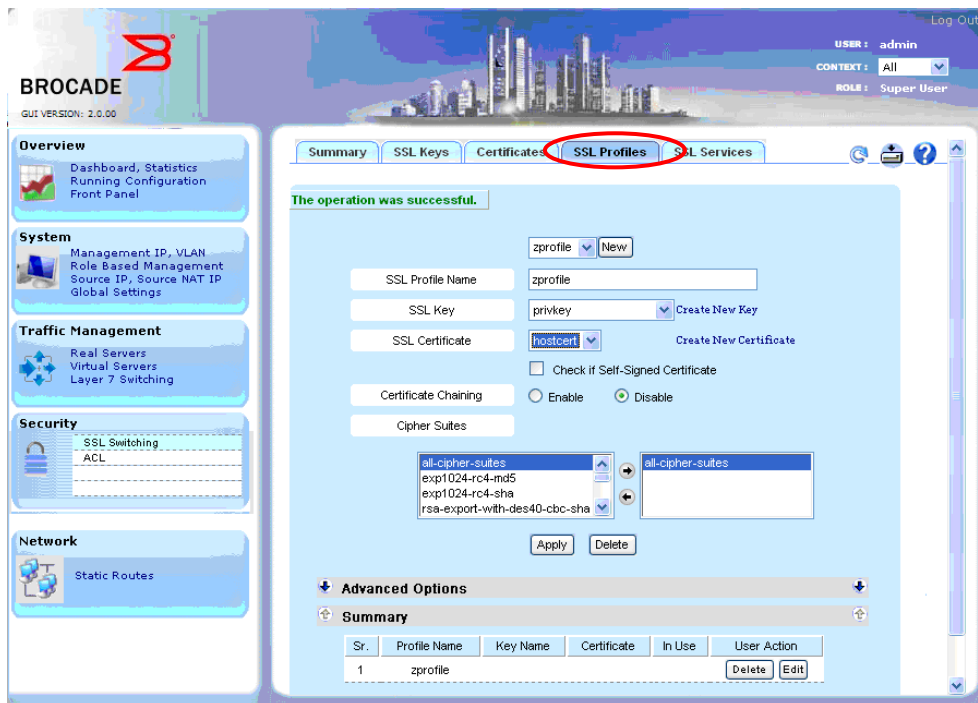 Log Out
USER: admin
CONTEXT: All
ROLE: Super User
BROCADE
GUI VERSION: 2.0.00
Overview
Dashboard, Statistics
Running Configuration
Front Panel
System
Management IP, VLAN
Role Based Management
Source IP, Source NAT IP
Global Settings
Traffic Management
Real Servers
Virtual Servers
Layer 7 Switching
Security
SSL Switching
ACL
Network
Static Routes
Summary SSL Keys Certificates SSL Profiles SSL Services
The operation was successful.
zprofile New
SSL Profile Name zprofile
SSL Key privkey Create New Key
SSL Certificate hostcert Create New Certificate
Check if Self-Signed Certificate
Certificate Chaining Enable Disable
Cipher Suites
all-cipher-suites all-cipher-suites
exp1024-rc4-md5
exp1024-rc4-sha
rsa-export-with-des40-cbc-sha
Apply Delete
Advanced Options
Summary
Sr. Profile Name Key Name Certificate In Use User Action
1 zprofile Delete Edit